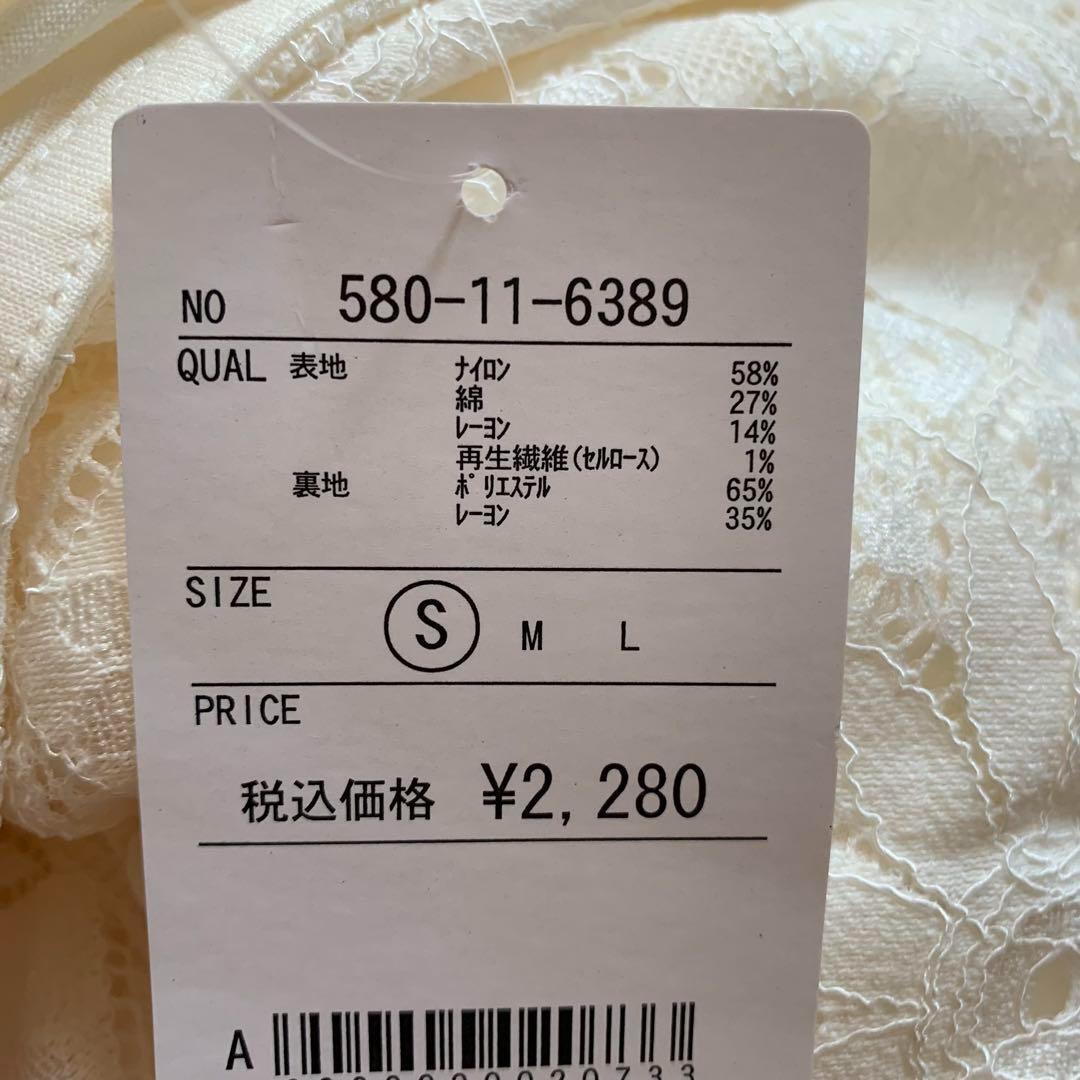 NO 580-11-6389
QUAL 表地 ﾅｲﾛﾝ 58%
綿 27%
ﾚｰﾖﾝ 14%
再生繊維(ｾﾙﾛｰｽ) 1%
裏地 ﾎﾟﾘｴｽﾃﾙ 65%
ﾚｰﾖﾝ 35%
SIZE S M L
PRICE
税込価格 ¥2,280
A